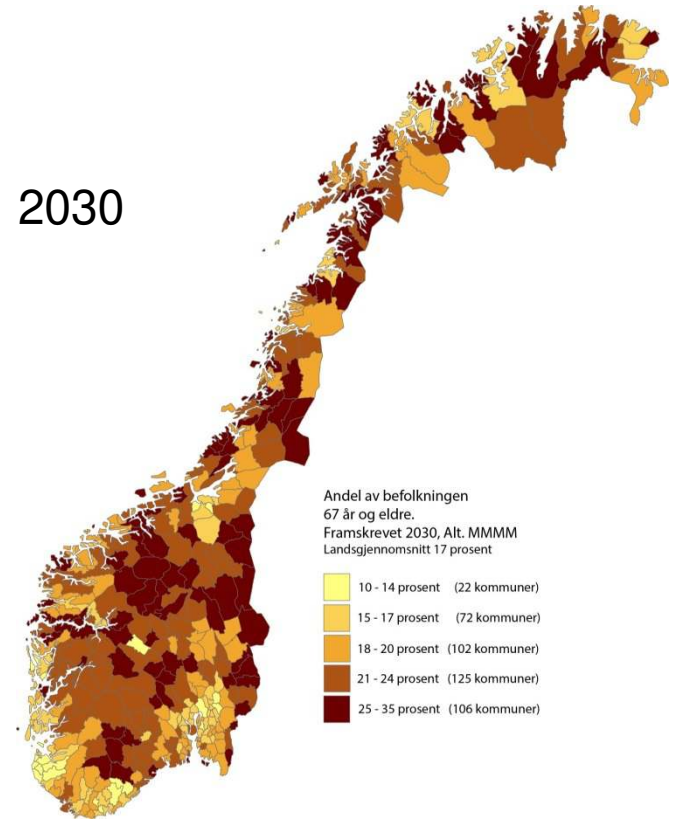 2030
Andel av befolkningen
67 år og eldre.
Framskrevet 2030, Alt. MMMM
Landsgjennomsnitt 17 prosent
10 - 14 prosent (22 kommuner)
15 - 17 prosent (72 kommuner)
18 - 20 prosent (102 kommuner)
21 - 24 prosent (125 kommuner)
25 - 35 prosent (106 kommuner)